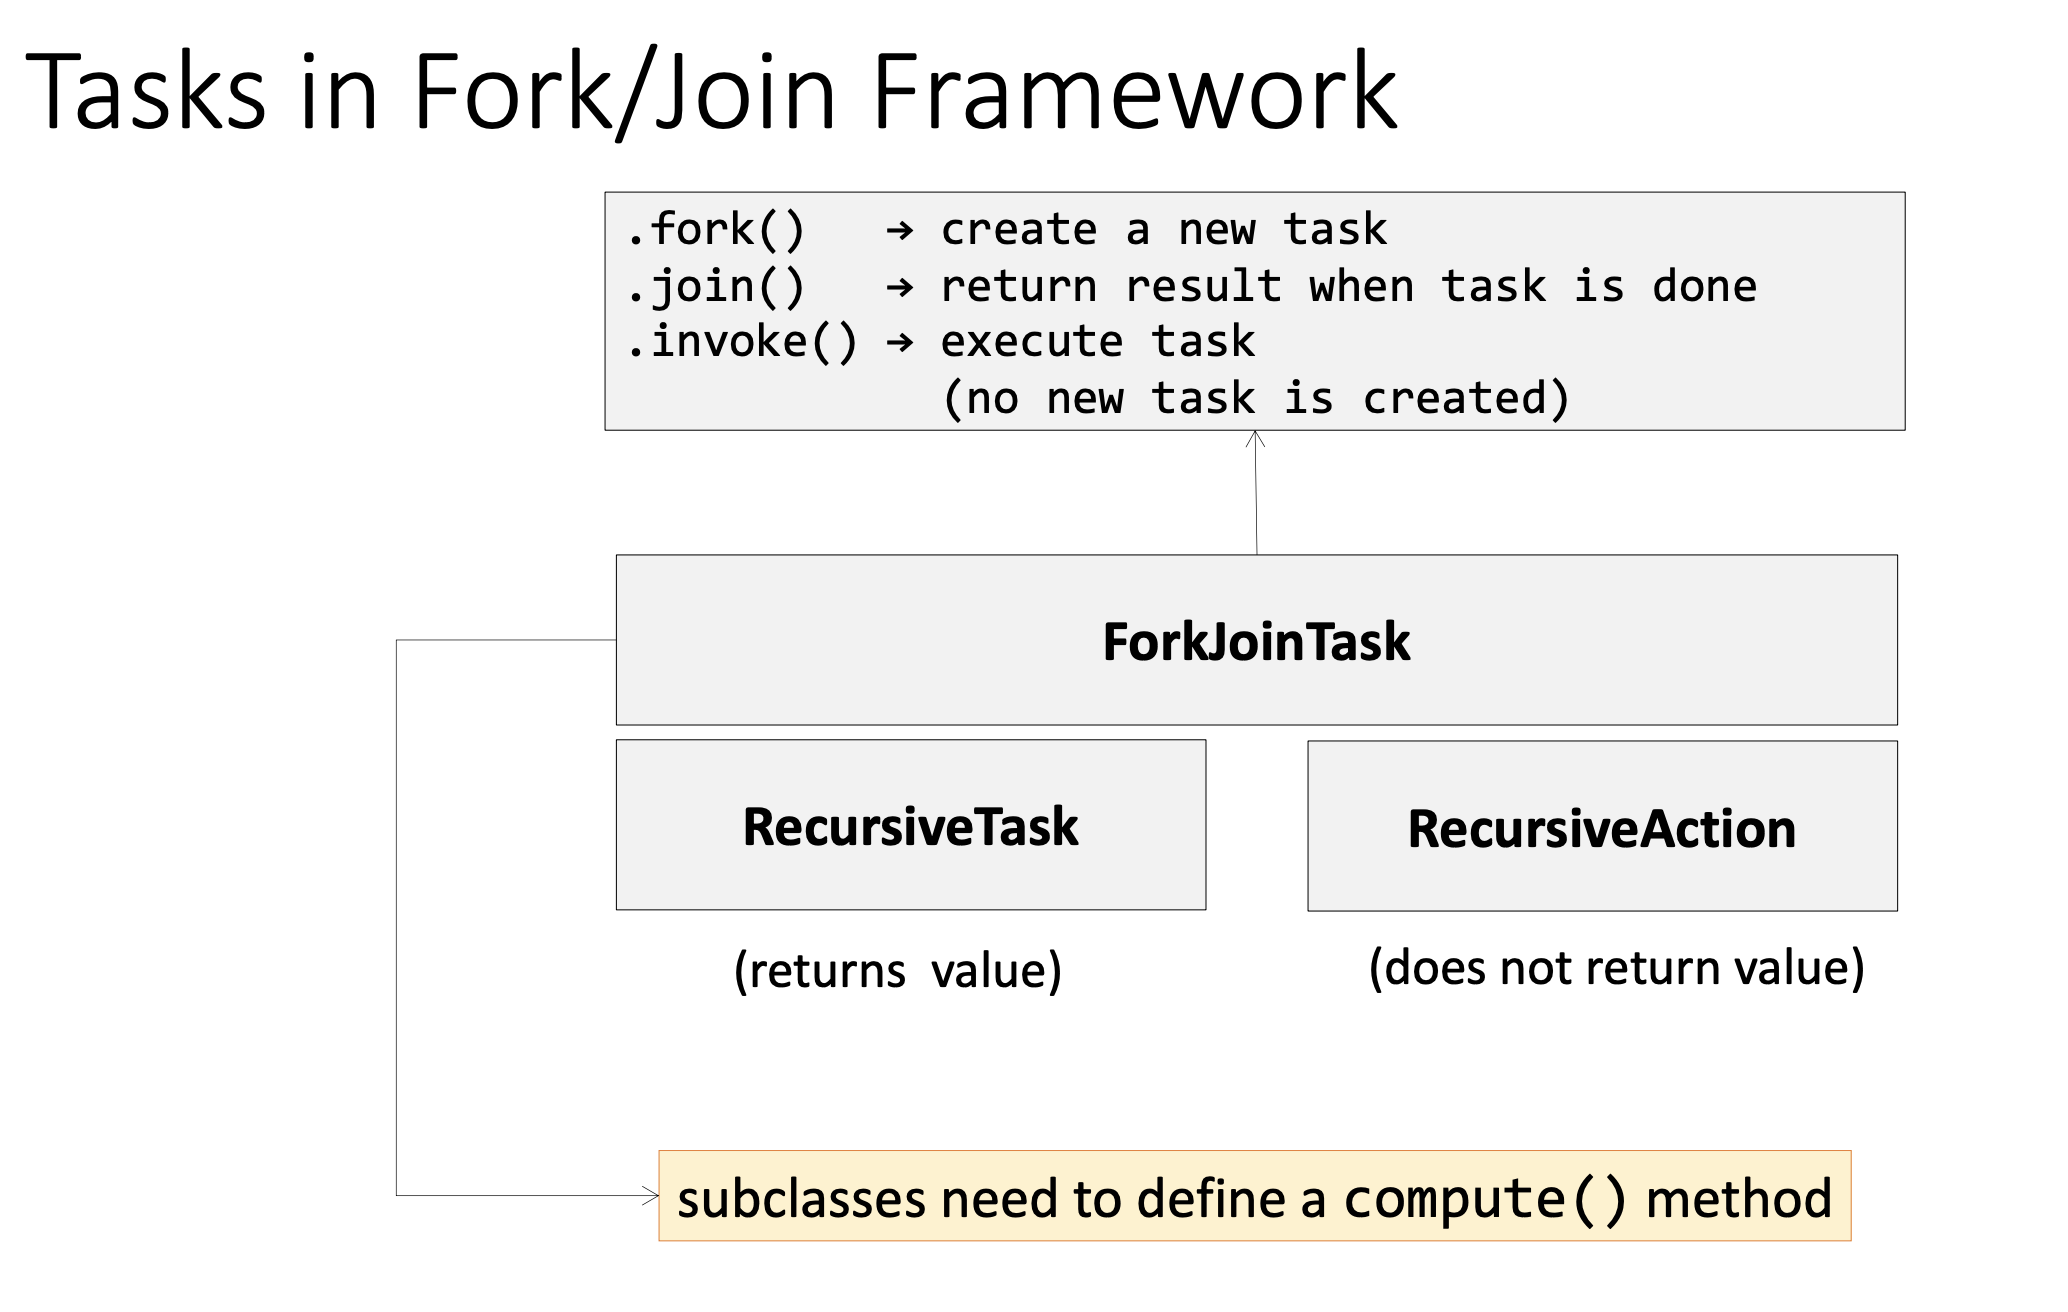 Tasks in Fork/Join Framework
.fork() → create a new task
.join() → return result when task is done
.invoke() → execute task
(no new task is created)
ForkJoinTask
RecursiveTask
RecursiveAction
(returns value)
(does not return value)
subclasses need to define a compute() method